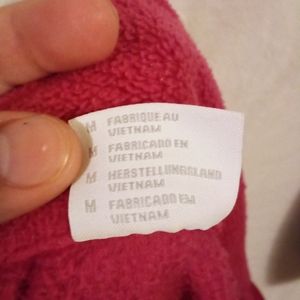 M FABRIQUE AU
VIETNAM
M FABRICADO EN
VIETNAM
M HERSTELLUNGSLAND
VIETNAM
M FABRICADO EM
VIETNAM